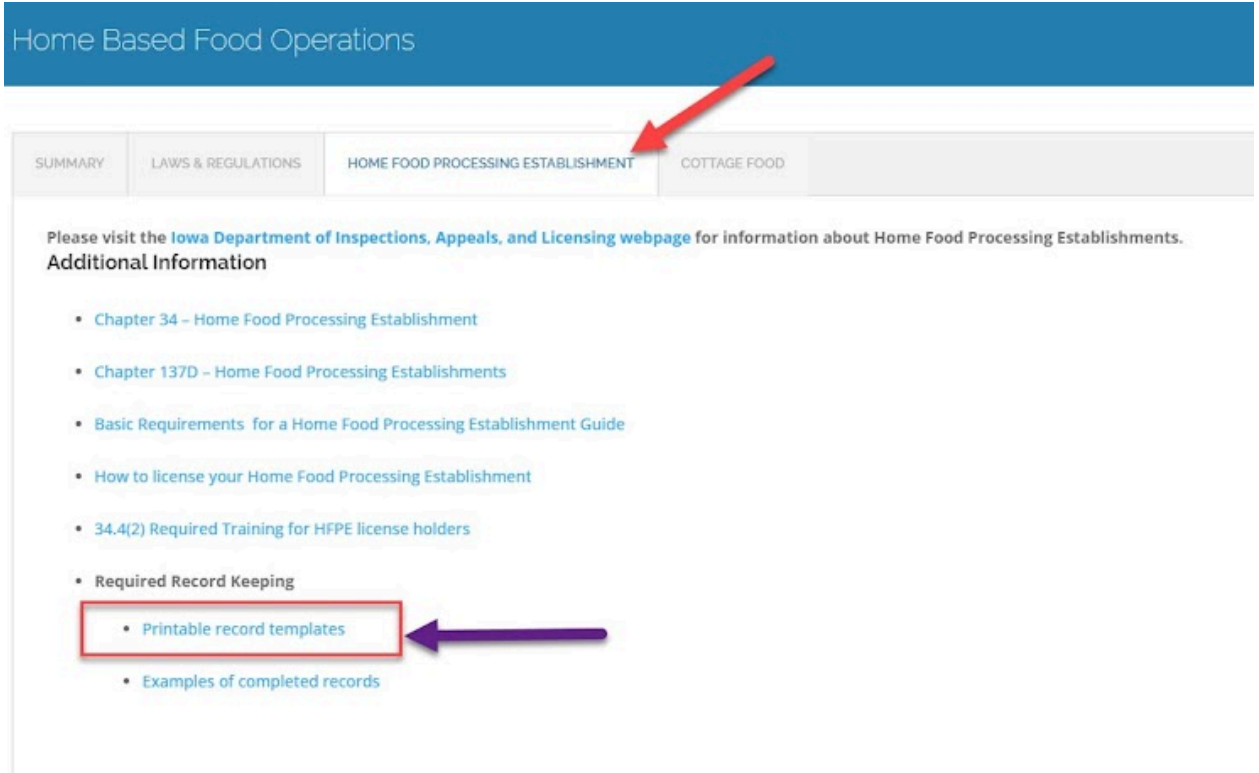 Home Based Food Operations
SUMMARY
LAWS & REGULATIONS
HOME FOOD PROCESSING ESTABLISHMENT
COTTAGE FOOD
Please visit the Iowa Department of Inspections, Appeals, and Licensing webpage for information about Home Food Processing Establishments.
Additional Information
• Chapter 34 – Home Food Processing Establishment
• Chapter 137D – Home Food Processing Establishments
• Basic Requirements for a Home Food Processing Establishment Guide
• How to license your Home Food Processing Establishment
• 34.4(2) Required Training for HFPE license holders
• Required Record Keeping
• Printable record templates
• Examples of completed records